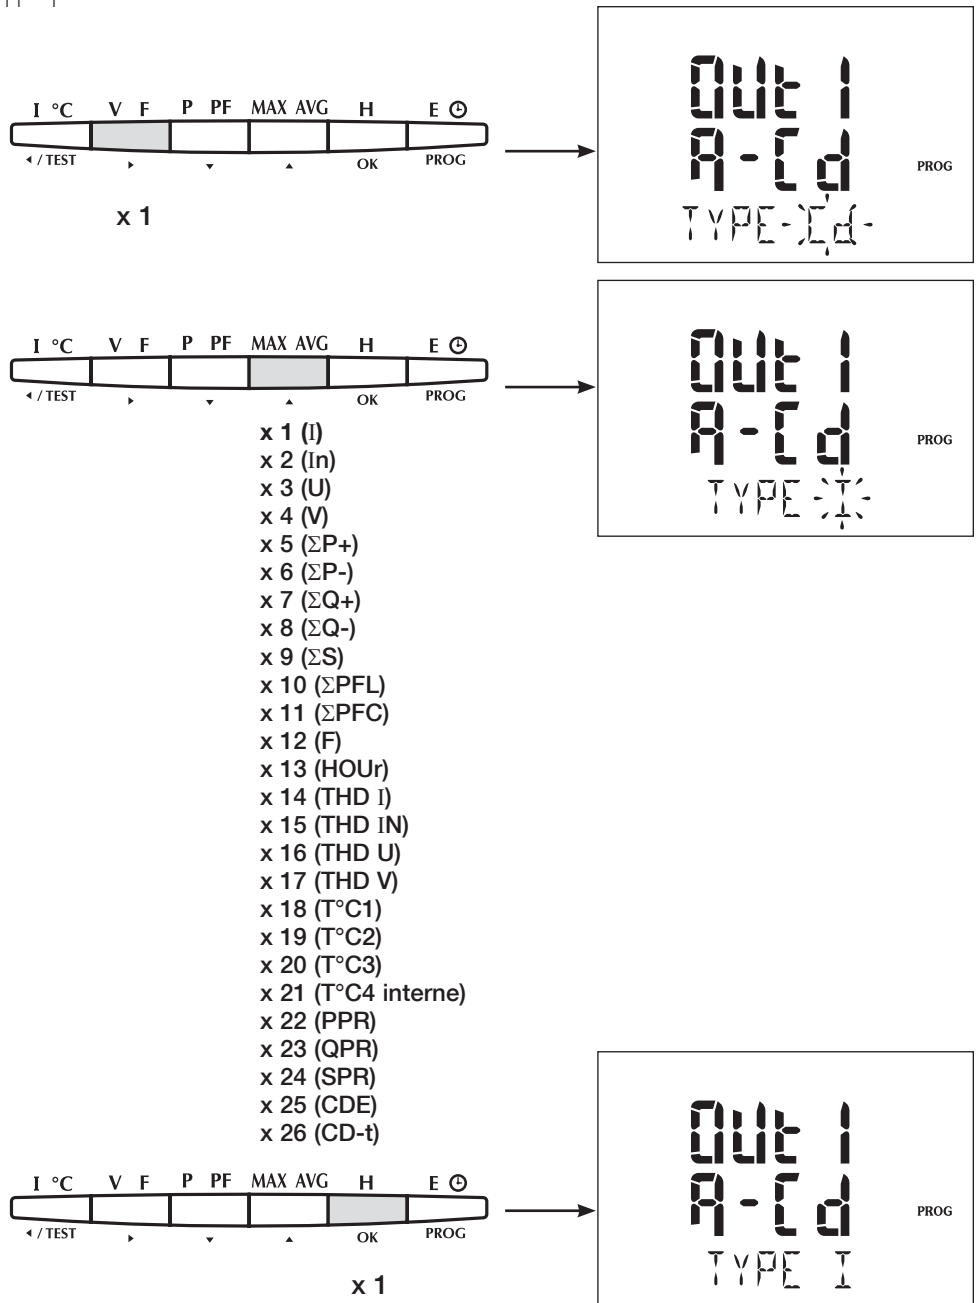 I °C V F P PF MAX AVG H E
/ TEST OK PROG
x 1
OUt 1
A-Cd
TYPE Cd
PROG
I °C V F P PF MAX AVG H E
/ TEST OK PROG
x 1 (I)
x 2 (In)
x 3 (U)
x 4 (V)
x 5 (ΣP+)
x 6 (ΣP-)
x 7 (ΣQ+)
x 8 (ΣQ-)
x 9 (ΣS)
x 10 (ΣPFL)
x 11 (ΣPFC)
x 12 (F)
x 13 (HOUr)
x 14 (THD I)
x 15 (THD IN)
x 16 (THD U)
x 17 (THD V)
x 18 (T°C1)
x 19 (T°C2)
x 20 (T°C3)
x 21 (T°C4 interne)
x 22 (PPR)
x 23 (QPR)
x 24 (SPR)
x 25 (CDE)
x 26 (CD-t)
OUt 1
A-Cd
TYPE I
PROG
I °C V F P PF MAX AVG H E
/ TEST OK PROG
x 1
OUt 1
A-Cd
TYPE I
PROG